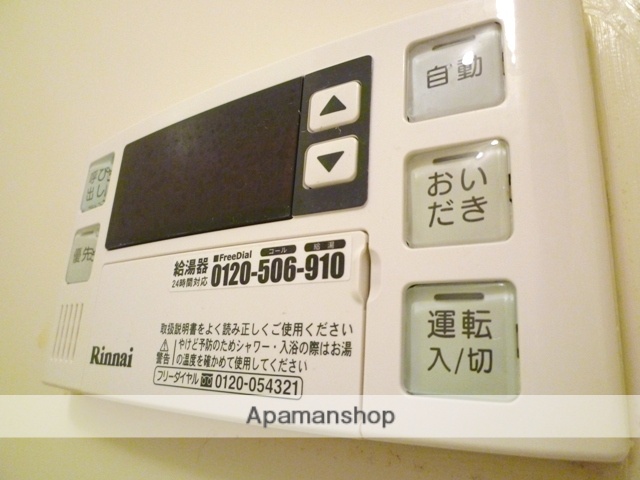 自動
呼び
出し
おい
だき
優先
給湯器
24時間対応
■FreeDial
コール
給湯
0120-506-910
運転
入/切
取扱説明書をよく読み正しくご使用ください
警告
やけど予防のためシャワー・入浴の際はお湯
の温度を確かめて使用してください
フリーダイヤル 0120-054321
Rinnai
Apamanshop